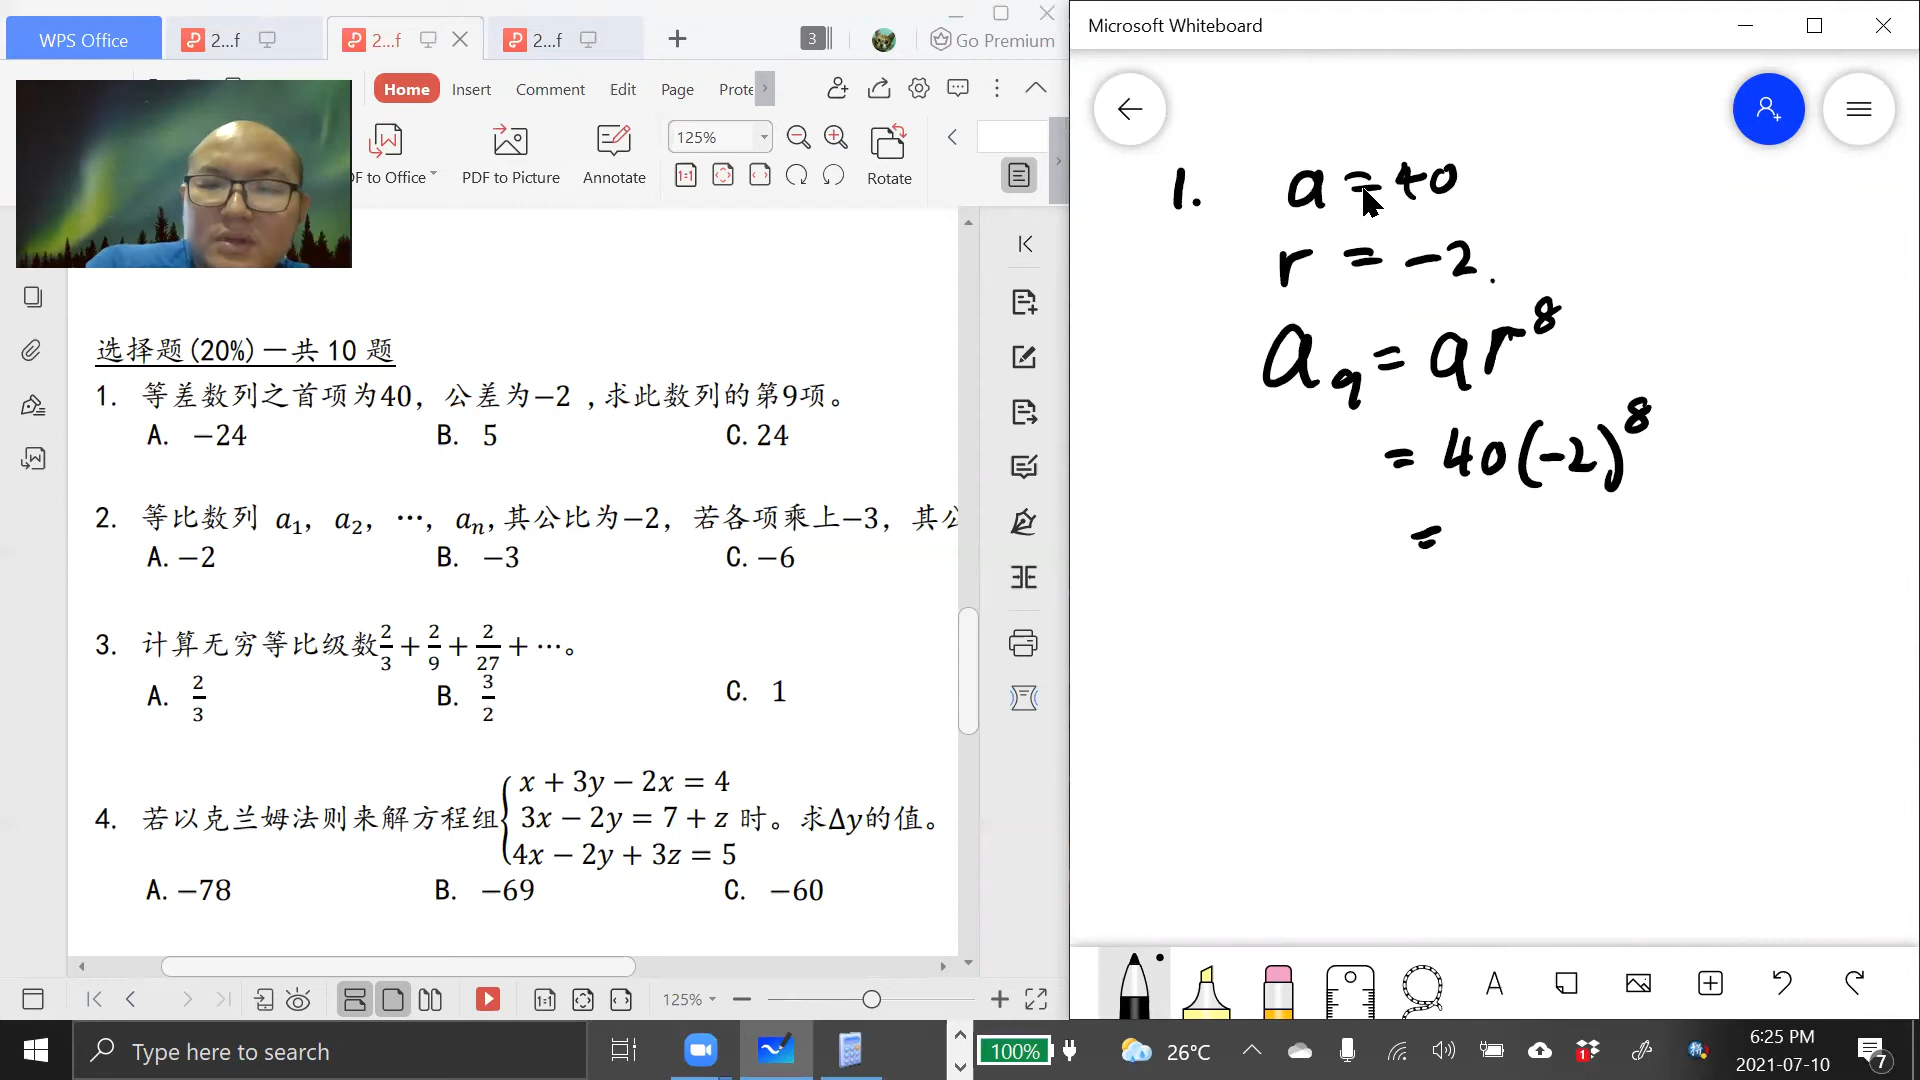 WPS Office
2...f
2...f
2...f
3
Go Premium
Microsoft Whiteboard
Home Insert Comment Edit Page Prote
125%
PDF to Picture
Annotate
Rotate
F to Office
选择题(20%)－共 10 题
1. 等差数列之首项为40，公差为−2 ,求此数列的第9项。
A. −24 B. 5 C. 24
2. 等比数列 a₁，a₂，⋯，aₙ,其公比为−2，若各项乘上−3，其公
A. −2 B. −3 C. −6
3. 计算无穷等比级数2/3 + 2/9 + 2/27 + ⋯。
A. 2/3 B. 3/2 C. 1
4. 若以克兰姆法则来解方程组{ x + 3y − 2x = 4
3x − 2y = 7 + z 时。求Δy的值。
4x − 2y + 3z = 5
A. −78 B. −69 C. −60
1. a = 40
r = -2.
a₉ = ar⁸
= 40(-2)⁸
=
125%
Type here to search
100%
26°C
6:25 PM
2021-07-10
1
7